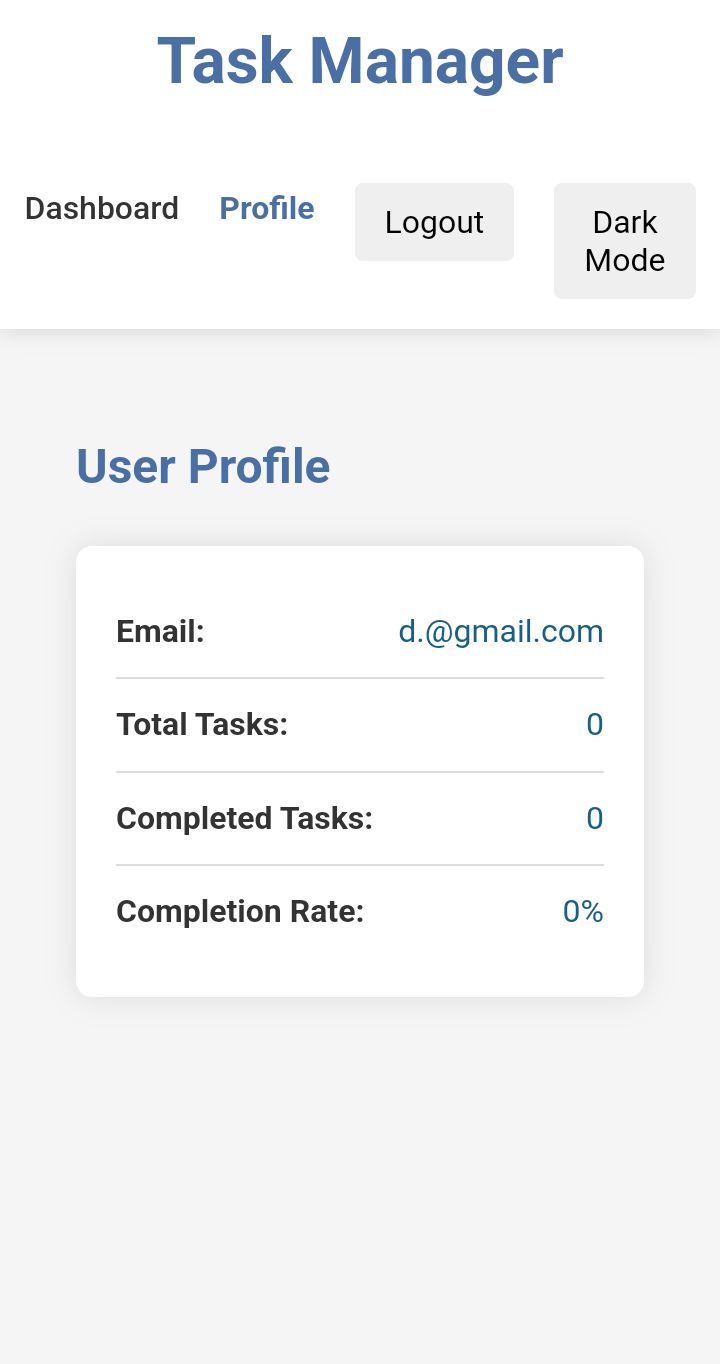 Task Manager
Dashboard Profile Logout Dark
Mode
User Profile
Email: d.@gmail.com
Total Tasks: 0
Completed Tasks: 0
Completion Rate: 0%